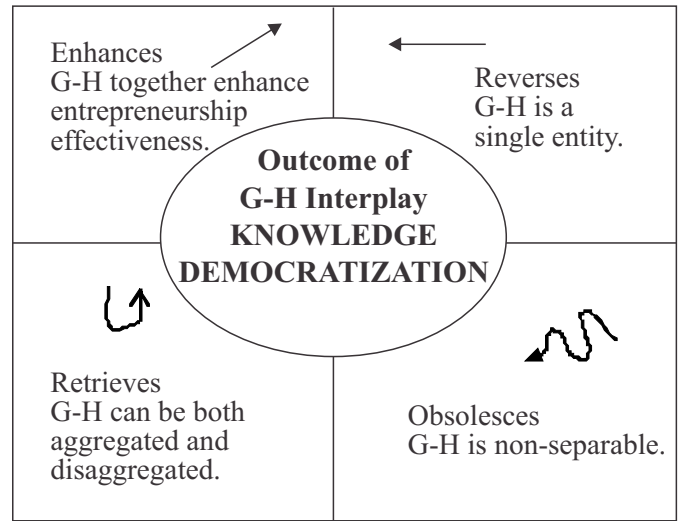 Enhances
G-H together enhance
entrepreneurship
effectiveness.
Reverses
G-H is a
single entity.
Outcome of
G-H Interplay
KNOWLEDGE
DEMOCRATIZATION
Retrieves
G-H can be both
aggregated and
disaggregated.
Obsolesces
G-H is non-separable.